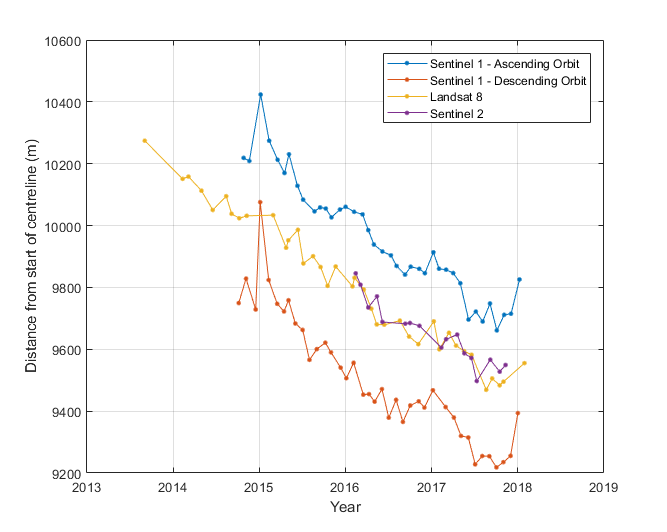 10600
10400
10200
10000
9800
9600
9400
9200
Distance from start of centreline (m)
Sentinel 1 - Ascending Orbit
Sentinel 1 - Descending Orbit
Landsat 8
Sentinel 2
2013 2014 2015 2016 2017 2018 2019
Year